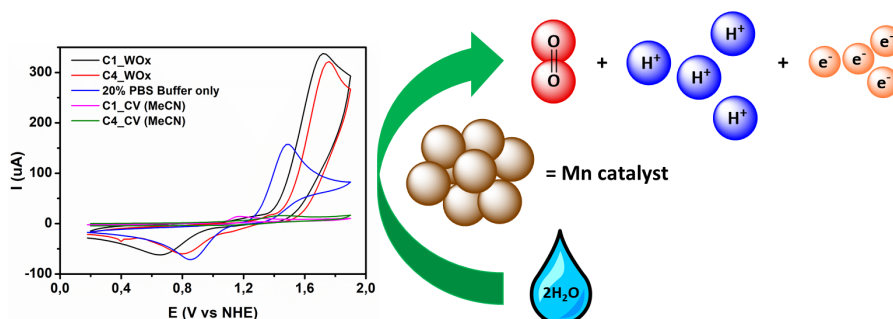 C1_WOx
C4_WOx
20% PBS Buffer only
C1_CV (MeCN)
C4_CV (MeCN)
I (uA)
300
200
100
0
-100
0,0
0,4
0,8
1,2
1,6
2,0
E (V vs NHE)
O
O
+
H⁺
H⁺
H⁺
H⁺
+
e⁻
e⁻
e⁻
e⁻
= Mn catalyst
2H₂O